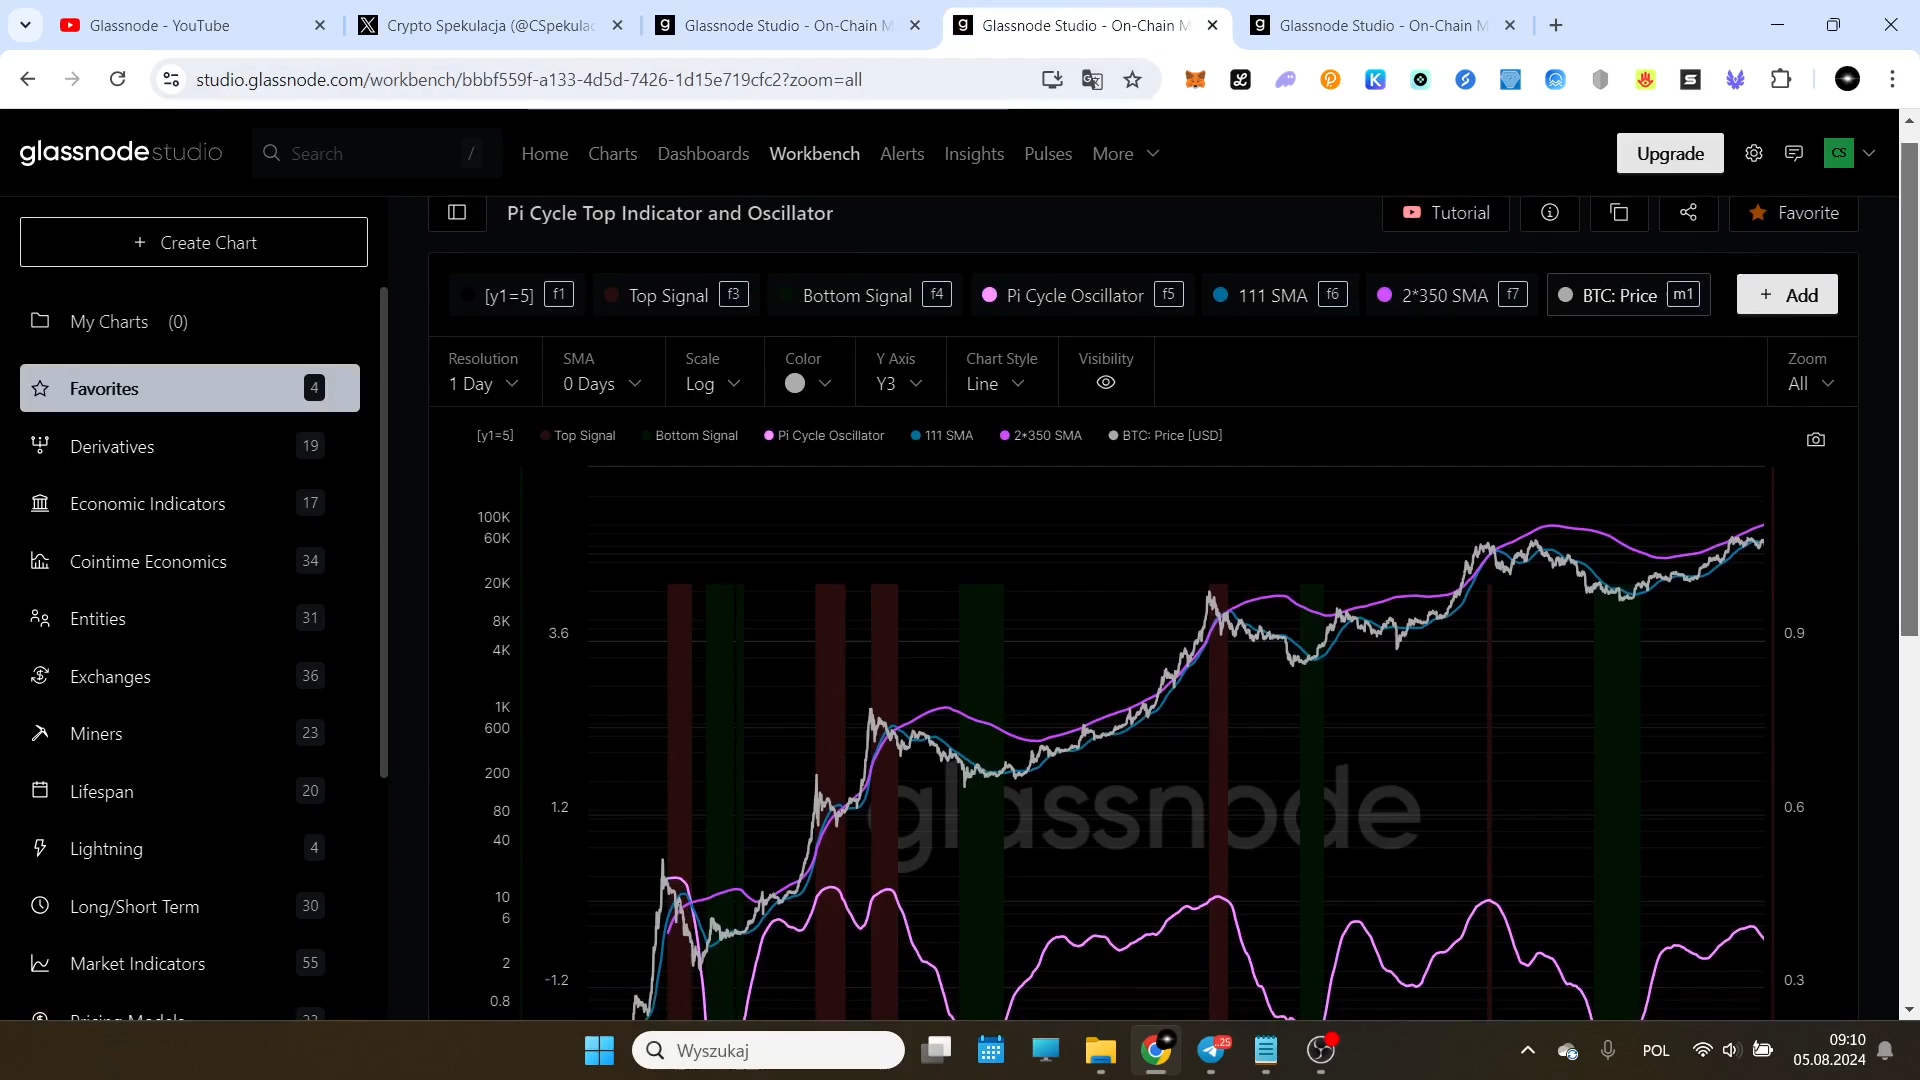 Glassnode - YouTube
Crypto Spekulacja (@CSpekulac
Glassnode Studio - On-Chain M
Glassnode Studio - On-Chain M
Glassnode Studio - On-Chain M
studio.glassnode.com/workbench/bbbf559f-a133-4d5d-7426-1d15e719cfc2?zoom=all
glassnodestudio
Search /
Home Charts Dashboards Workbench Alerts Insights Pulses More
Upgrade
CS
Create Chart
My Charts (0)
Favorites 4
Derivatives 19
Economic Indicators 17
Cointime Economics 34
Entities 31
Exchanges 36
Miners 23
Lifespan 20
Lightning 4
Long/Short Term 30
Market Indicators 55
Pricing Models 23
Pi Cycle Top Indicator and Oscillator
Tutorial
Favorite
[y1=5] f1 Top Signal f3 Bottom Signal f4 Pi Cycle Oscillator f5 111 SMA f6 2*350 SMA f7 BTC: Price m1 + Add
Resolution SMA Scale Color Y Axis Chart Style Visibility Zoom
1 Day 0 Days Log Y3 Line All
[y1=5] Top Signal Bottom Signal Pi Cycle Oscillator 111 SMA 2*350 SMA BTC: Price [USD]
100K
60K
20K
8K
4K
1K
600
200
80
40
10
6
2
0.8
3.6
1.2
-1.2
0.9
0.6
0.3
glassnode
Wyszukaj
25
POL
09:10
05.08.2024